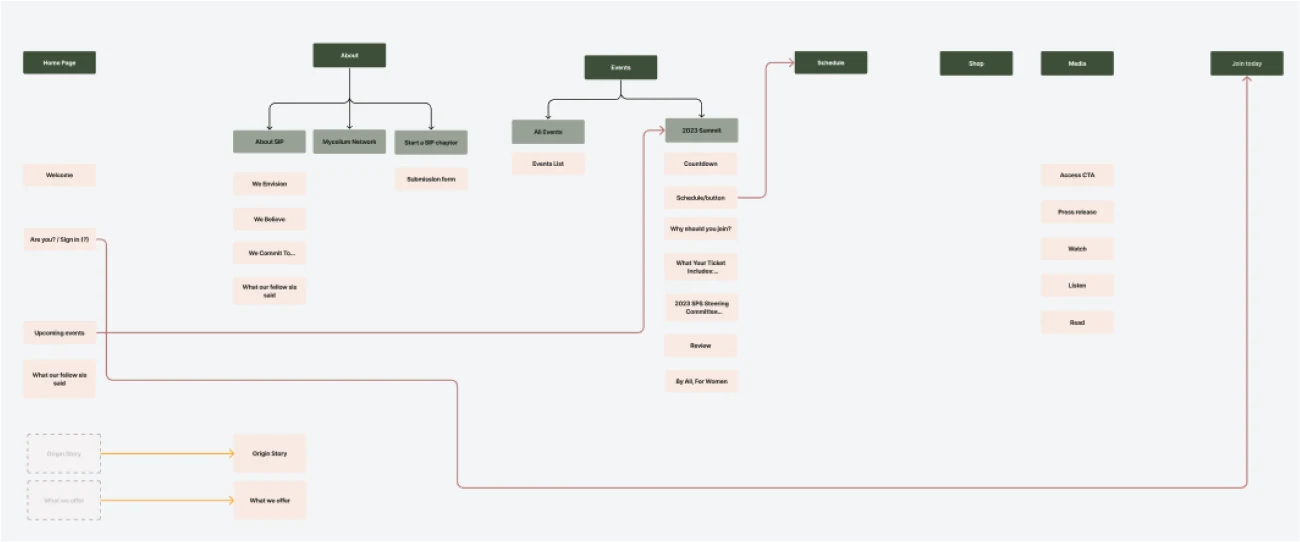 Home Page
About
Events
Schedule
Shop
Media
Join today
About SIP
Mycelium Network
Start a SIP chapter
All Events
2023 Summit
Welcome
Are you? / Sign in (?)
Upcoming events
What our fellow sis
said
Origin Story
What we offer
We Envision
We Believe
We Commit To...
What our fellow sis
said
Origin Story
What we offer
Submission form
Events List
Countdown
Schedule/button
Why should you join?
What Your Ticket
Includes:...
2023 SPS Steering
Committee...
Review
By All, For Women
Access CTA
Press release
Watch
Listen
Read